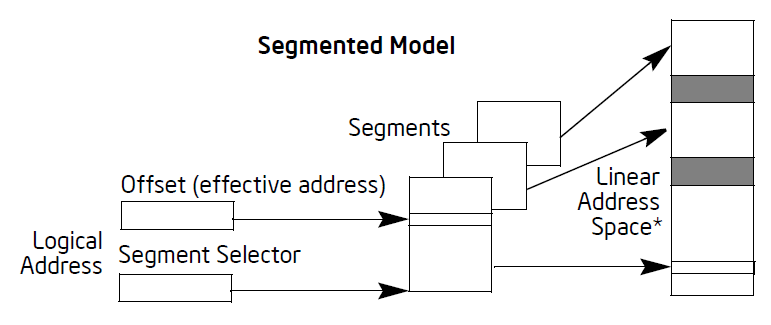 Segmented Model
Segments
Offset (effective address)
Logical
Address
Segment Selector
Linear
Address
Space*